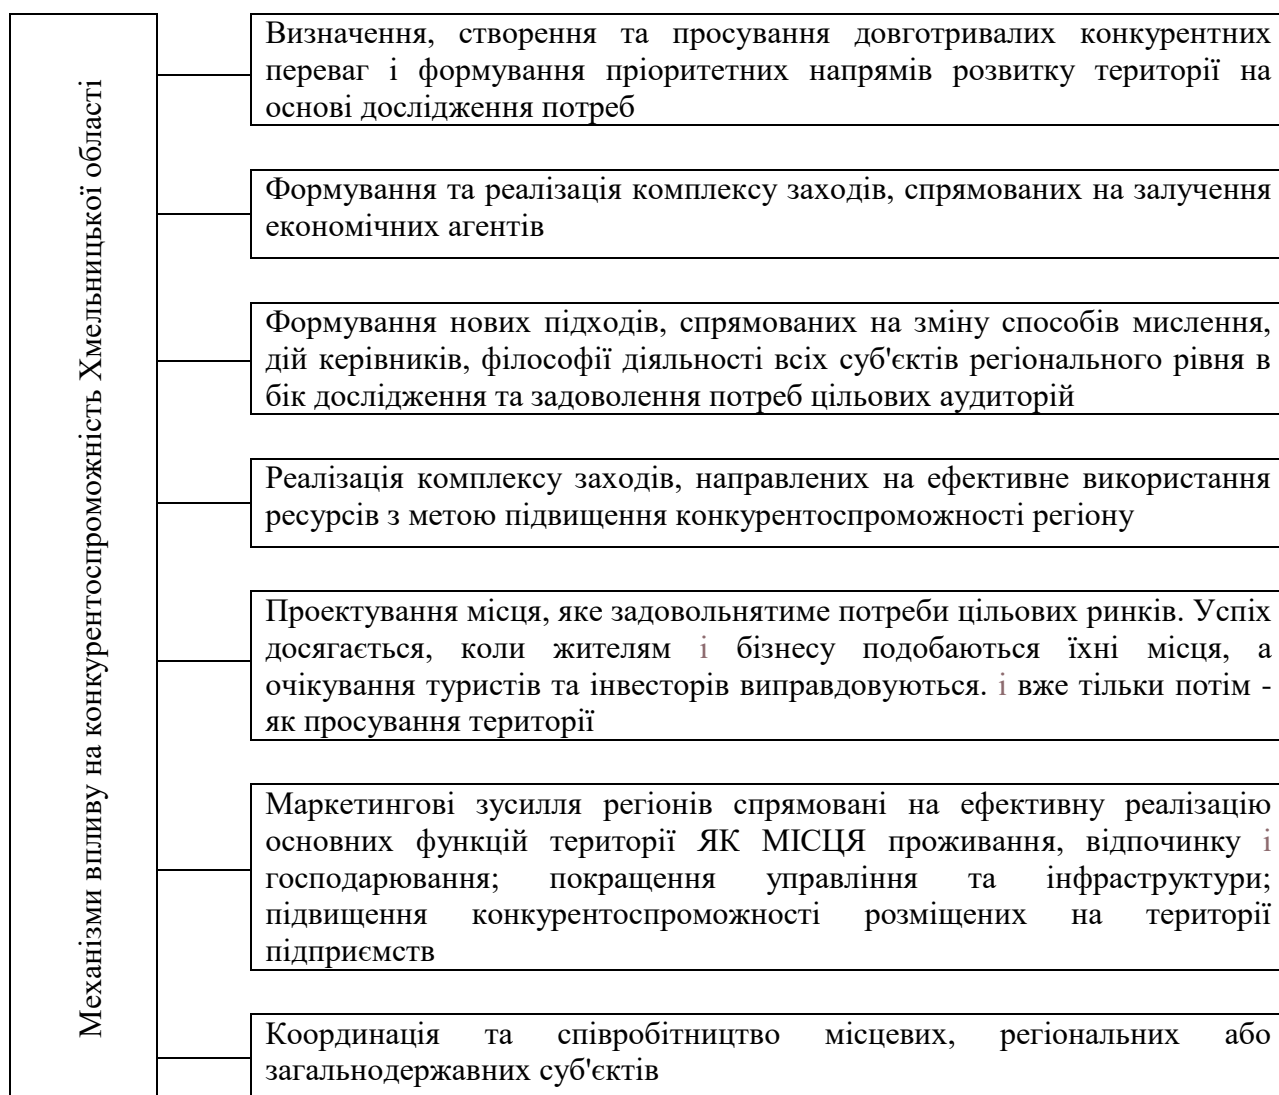 Механізми впливу на конкурентоспроможність Хмельницької області
Визначення, створення та просування довготривалих конкурентних
переваг і формування пріоритетних напрямів розвитку території на
основі дослідження потреб
Формування та реалізація комплексу заходів, спрямованих на залучення
економічних агентів
Формування нових підходів, спрямованих на зміну способів мислення,
дій керівників, філософії діяльності всіх суб'єктів регіонального рівня в
бік дослідження та задоволення потреб цільових аудиторій
Реалізація комплексу заходів, направлених на ефективне використання
ресурсів з метою підвищення конкурентоспроможності регіону
Проектування місця, яке задовольнятиме потреби цільових ринків. Успіх
досягається, коли жителям і бізнесу подобаються їхні місця, а
очікування туристів та інвесторів виправдовуються. і вже тільки потім -
як просування території
Маркетингові зусилля регіонів спрямовані на ефективну реалізацію
основних функцій території ЯК МІСЦЯ проживання, відпочинку і
господарювання; покращення управління та інфраструктури;
підвищення конкурентоспроможності розміщених на території
підприємств
Координація та співробітництво місцевих, регіональних або
загальнодержавних суб'єктів